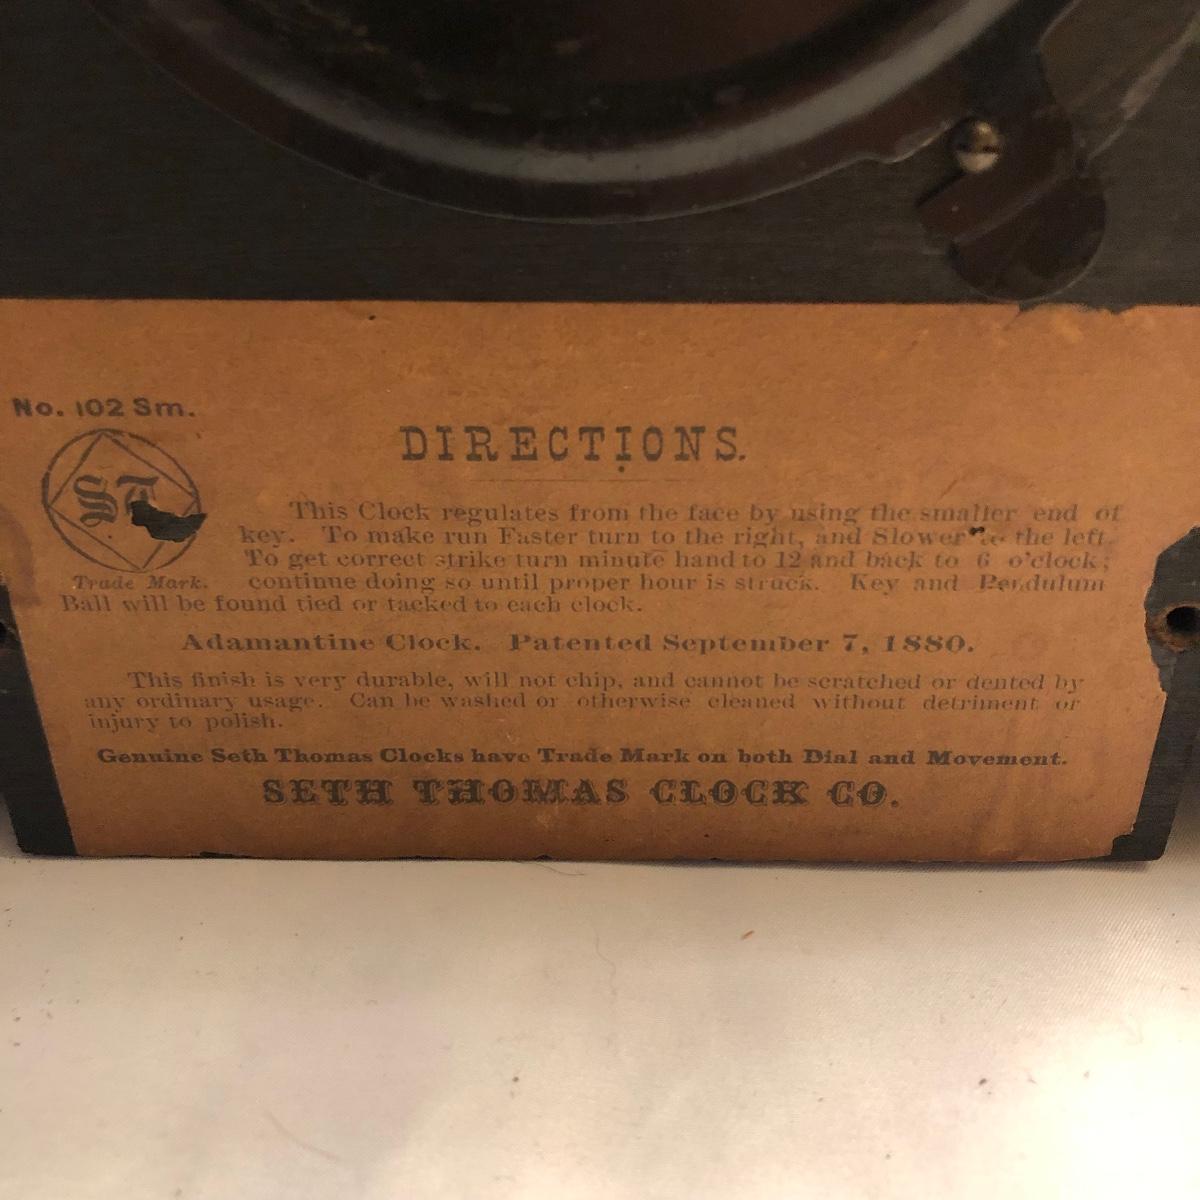 No. 102 Sm.
DIRECTIONS.
ST
Trade Mark.
This Clock regulates from the face by using the smaller end of
key. To make run Faster turn to the right, and Slower to the left.
To get correct strike turn minute hand to 12 and back to 6 o'clock;
continue doing so until proper hour is struck. Key and Pendulum
Ball will be found tied or tacked to each clock.
Adamantine Clock. Patented September 7, 1880.
This finish is very durable, will not chip, and cannot be scratched or dented by
any ordinary usage. Can be washed or otherwise cleaned without detriment or
injury to polish.
Genuine Seth Thomas Clocks have Trade Mark on both Dial and Movement.
SETH THOMAS CLOCK CO.